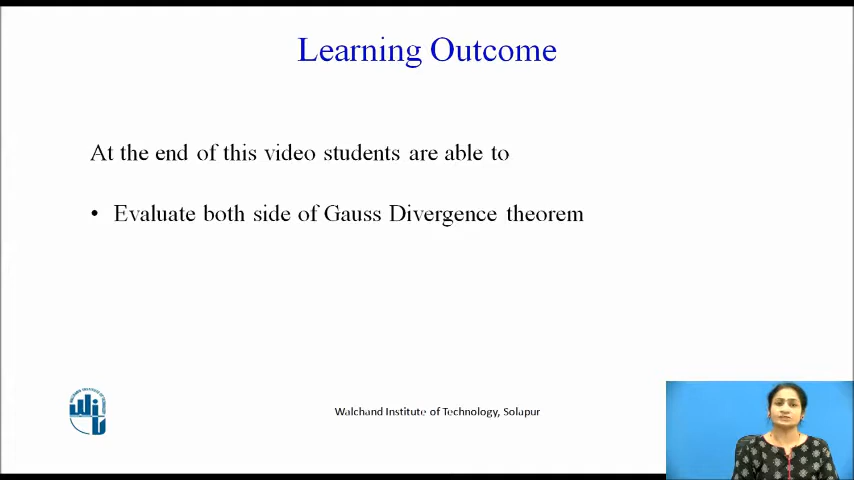 Learning Outcome
At the end of this video students are able to
• Evaluate both side of Gauss Divergence theorem
Walchand Institute of Technology, Solapur